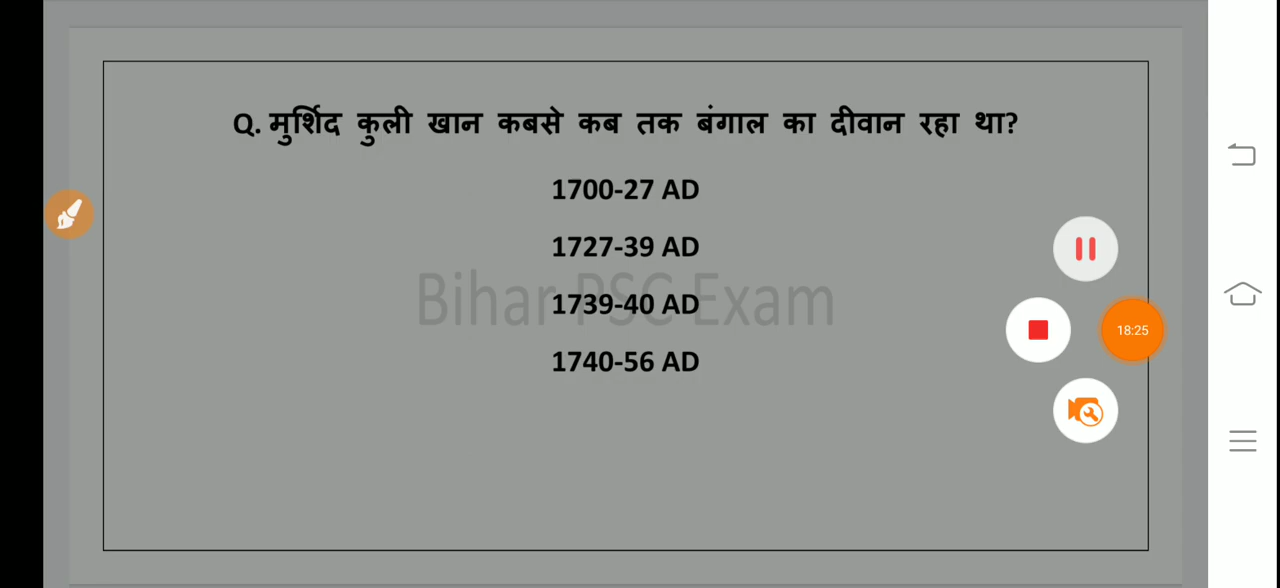 Q. मुर्शिद कुली खान कबसे कब तक बंगाल का दीवान रहा था?
1700-27 AD
1727-39 AD
Bihar PSC Exam
1739-40 AD
18:25
1740-56 AD